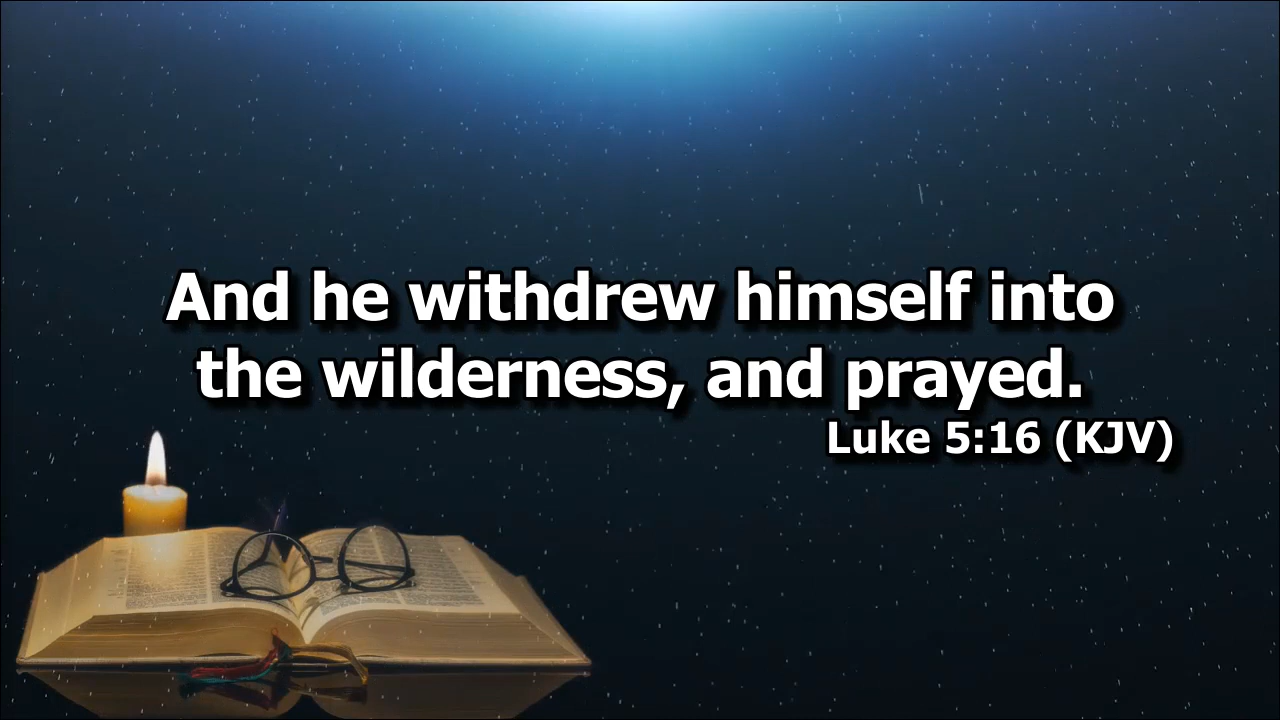 And he withdrew himself into
the wilderness, and prayed.
Luke 5:16 (KJV)